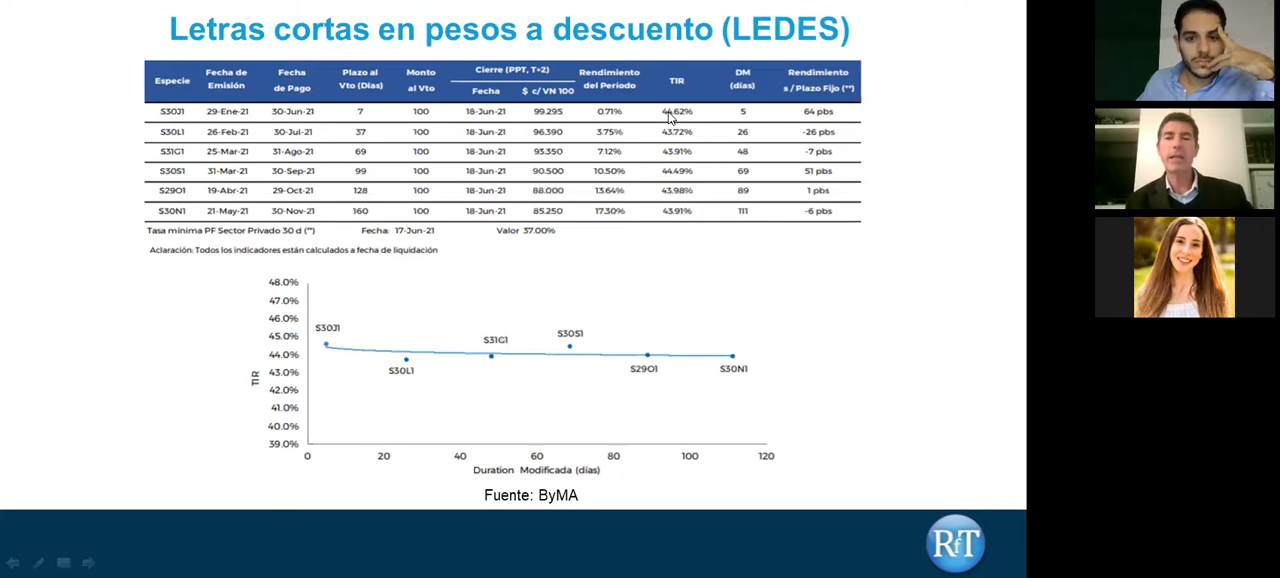 Letras cortas en pesos a descuento (LEDES)
Especie Fecha de Emisión Fecha de Pago Plazo al Vto (Días) Monto al Vto Cierre (PPT, T+2) Fecha $ c/ VN 100 Rendimiento del Período TIR DM (días) Rendimiento s / Plazo Fijo (**)
S30J1 29-Ene-21 30-Jun-21 7 100 18-Jun-21 99.295 0.71% 44.62% 5 64 pbs
S30L1 26-Feb-21 30-Jul-21 37 100 18-Jun-21 96.390 3.75% 43.72% 26 -26 pbs
S31G1 25-Mar-21 31-Ago-21 69 100 18-Jun-21 93.350 7.12% 43.91% 48 -7 pbs
S30S1 31-Mar-21 30-Sep-21 99 100 18-Jun-21 90.500 10.50% 44.49% 69 51 pbs
S29O1 19-Abr-21 29-Oct-21 128 100 18-Jun-21 88.000 13.64% 43.98% 89 1 pbs
S30N1 21-May-21 30-Nov-21 160 100 18-Jun-21 85.250 17.30% 43.91% 111 -6 pbs
Tasa mínima PF Sector Privado 30 d (**) Fecha: 17-Jun-21 Valor 37.00%
Aclaración: Todos los indicadores están calculados a fecha de liquidación
48.0%
47.0%
46.0%
45.0%
44.0%
43.0%
42.0%
41.0%
40.0%
39.0%
TIR
S30J1
S30L1
S31G1
S30S1
S29O1
S30N1
0 20 40 60 80 100 120
Duration Modificada (días)
Fuente: ByMA
RfT